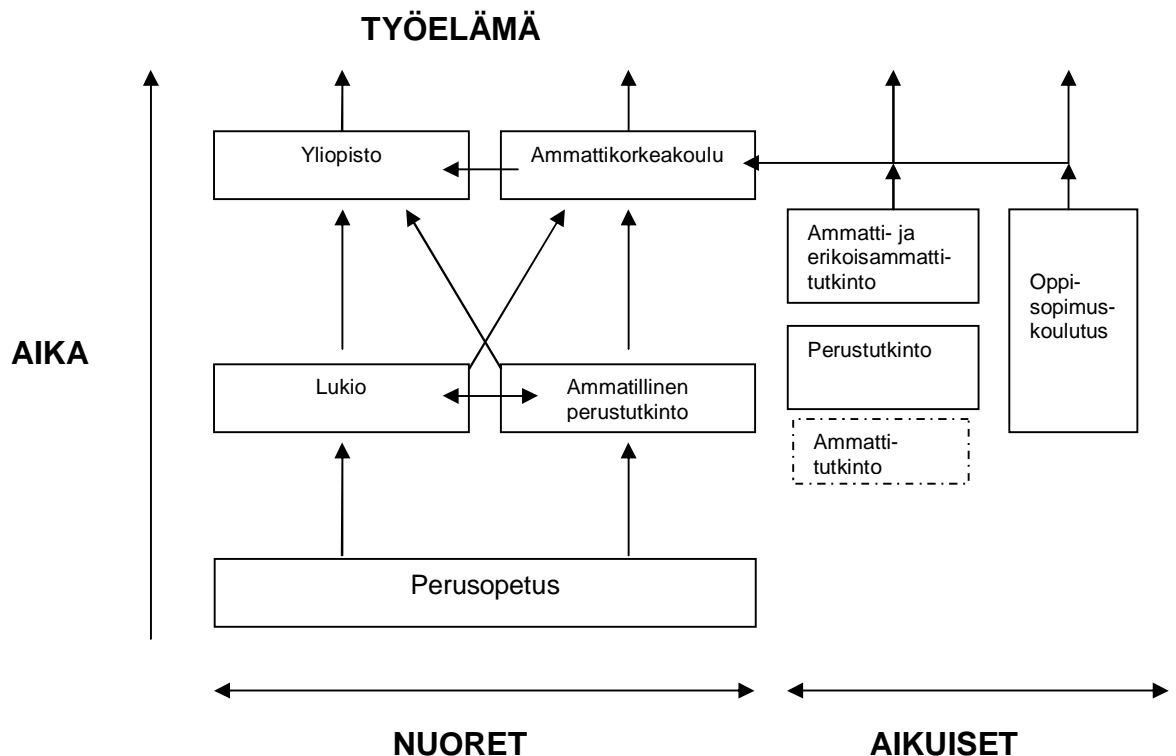 TYÖELÄMÄ
Yliopisto
Ammattikorkeakoulu
Ammatti- ja
erikoisammatti-
tutkinto
Oppi-
sopimus-
koulutus
AIKA
Perustutkinto
Lukio
Ammatillinen
perustutkinto
Ammatti-
tutkinto
Perusopetus
NUORET
AIKUISET